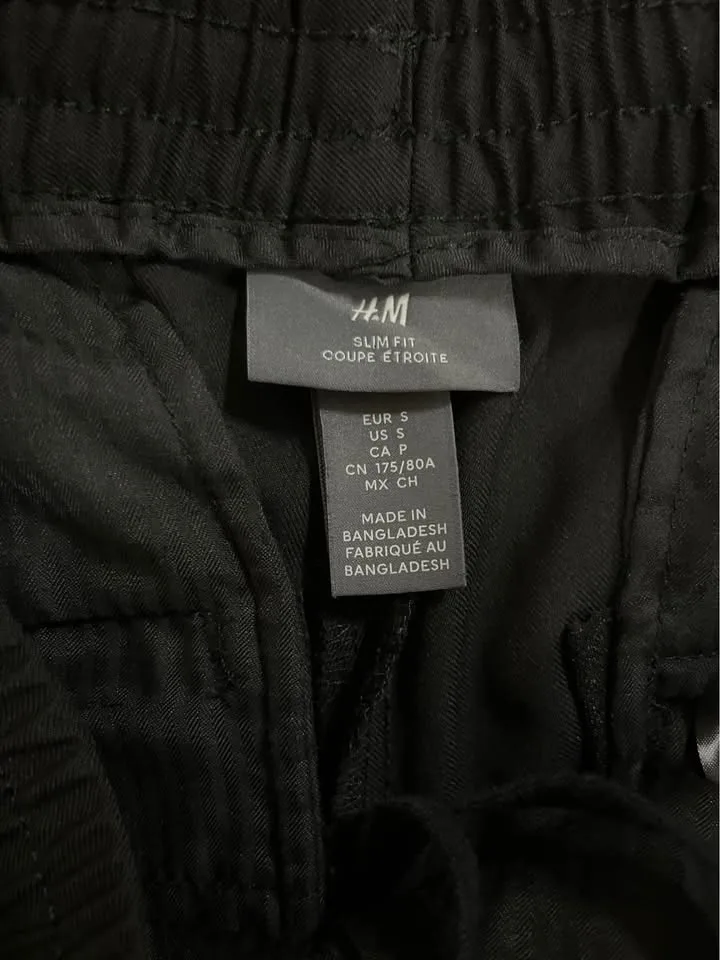 H&M
SLIM FIT
COUPE ÉTROITE
EUR S
US S
CA P
CN 175/80A
MX CH
MADE IN
BANGLADESH
FABRIQUÉ AU
BANGLADESH